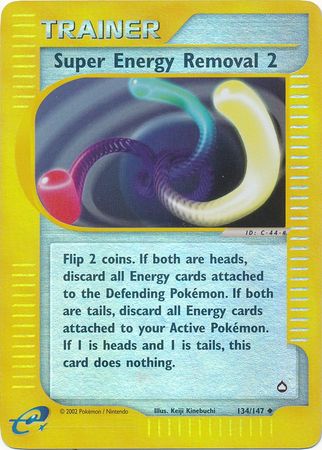 TRAINER
Super Energy Removal 2
ID: C-44-6
Flip 2 coins. If both are heads,
discard all Energy cards attached
to the Defending Pokémon. If both
are tails, discard all Energy cards
attached to your Active Pokémon.
If 1 is heads and 1 is tails, this
card does nothing.
e
© 2002 Pokémon / Nintendo
Illus. Keiji Kinebuchi
134/147 ◆